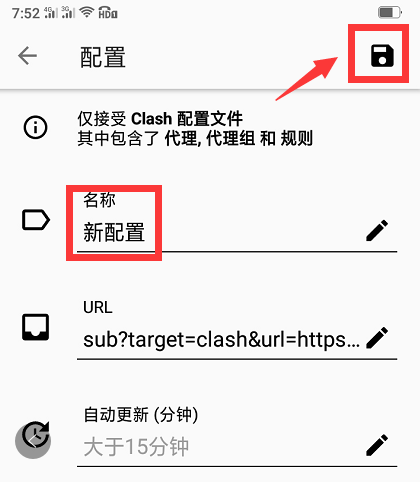 7:52 4G 3G HD1
配置
仅接受 Clash 配置文件
其中包含了 代理, 代理组 和 规则
名称
新配置
URL
sub?target=clash&url=https...
自动更新 (分钟)
大于15分钟